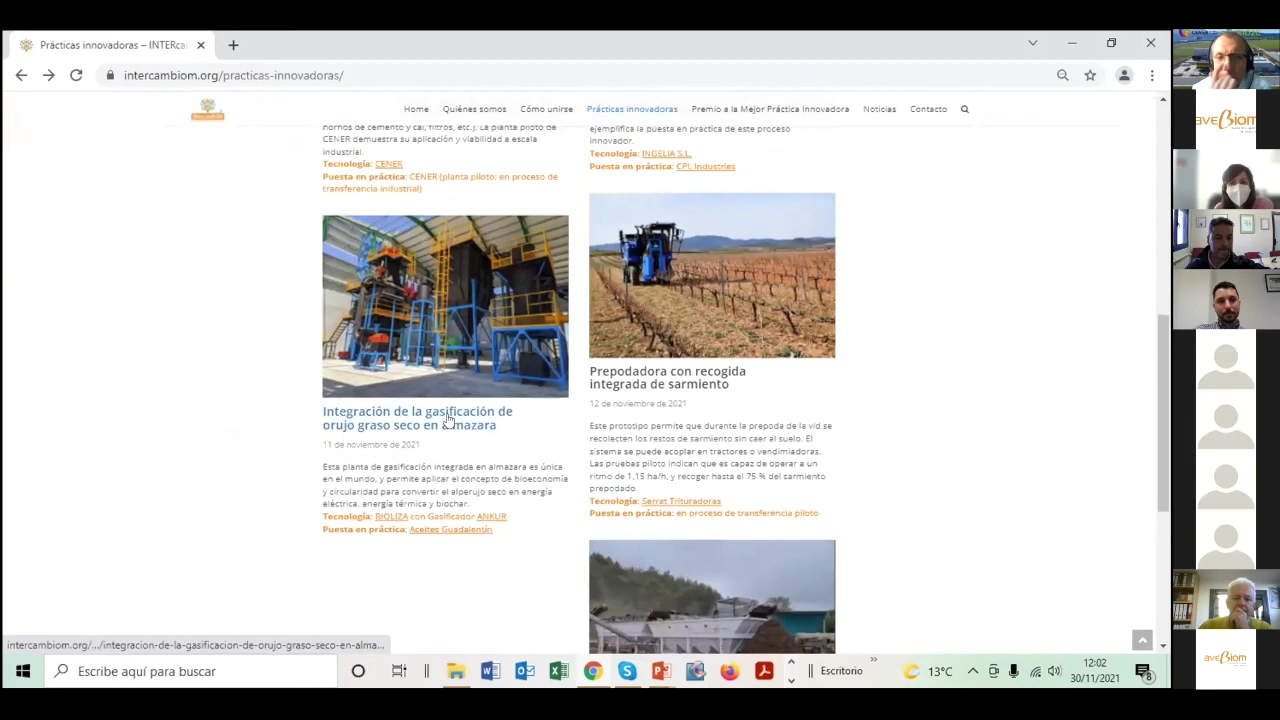 Prácticas innovadoras – INTERca
intercambiom.org/practicas-innovadoras/
Home
Quiénes somos
Cómo unirse
Prácticas innovadoras
Premio a la Mejor Práctica Innovadora
Noticias
Contacto
hornos de cemento y cal, filtros, etc.). La planta piloto de
CENER demuestra su aplicación y viabilidad a escala
industrial.
Tecnología: CENER
Puesta en práctica: CENER (planta piloto; en proceso de
transferencia industrial)
Integración de la gasificación de
orujo graso seco en almazara
11 de noviembre de 2021
Esta planta de gasificación integrada en almazara es única
en el mundo, y permite aplicar el concepto de bioeconomía
y circularidad para convertir el alperujo seco en energía
eléctrica, energía térmica y biochar.
Tecnología: BIOLIZA con Gasificador ANKUR
Puesta en práctica: Aceites Guadalentín
ejemplifica la puesta en práctica de este proceso
innovador.
Tecnología: INGELIA S.L.
Puesta en práctica: CPL Industries
Prepodadora con recogida
integrada de sarmiento
12 de noviembre de 2021
Este prototipo permite que durante la prepoda de la vid se
recolecten los restos de sarmiento sin caer al suelo. El
sistema se puede acoplar en tractores o vendimiadoras.
Las pruebas piloto indican que es capaz de operar a un
ritmo de 1,15 ha/h, y recoger hasta el 75 % del sarmiento
prepodado.
Tecnología: Serrat Trituradoras
Puesta en práctica: en proceso de transferencia piloto
intercambiom.org/.../integracion-de-la-gasificacion-de-orujo-graso-seco-en-alma...
Escribe aquí para buscar
Escritorio
13°C
12:02
30/11/2021
8
CENER
aveBiom
aveBiom